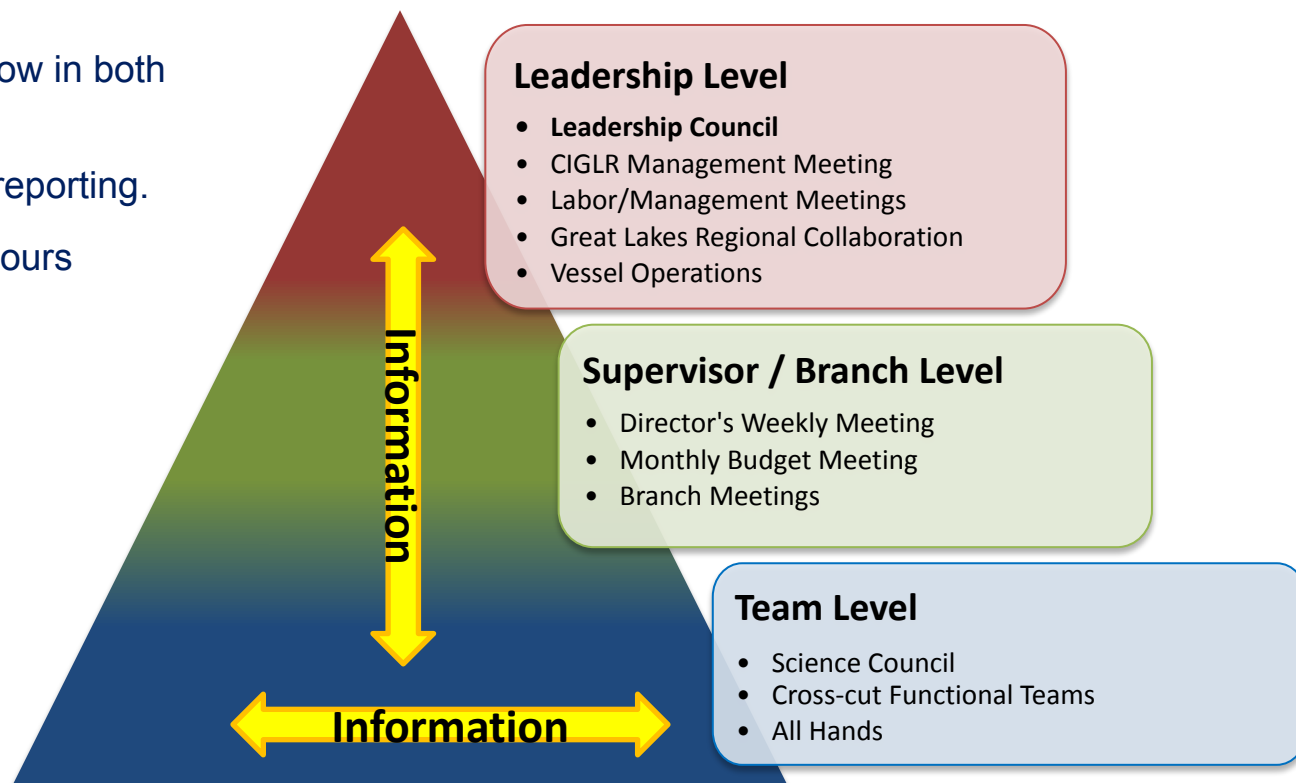 ow in both
reporting.
ours
Leadership Level
• Leadership Council
• CIGLR Management Meeting
• Labor/Management Meetings
• Great Lakes Regional Collaboration
• Vessel Operations
Information
Supervisor / Branch Level
• Director's Weekly Meeting
• Monthly Budget Meeting
• Branch Meetings
Team Level
• Science Council
• Cross-cut Functional Teams
• All Hands
Information